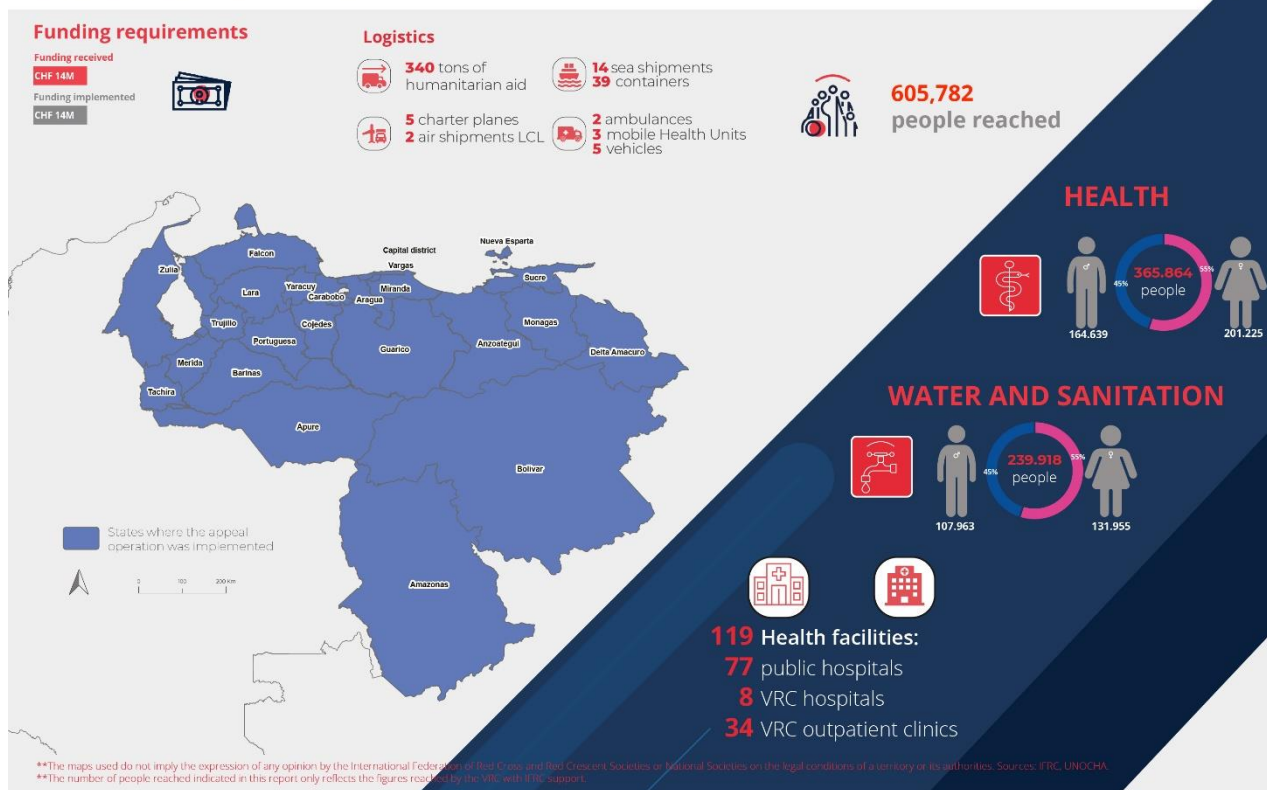 Funding requirements
Funding received
CHF 14M
Funding implemented
CHF 14M
Logistics
340 tons of
humanitarian aid
14 sea shipments
39 containers
5 charter planes
2 air shipments LCL
2 ambulances
3 mobile Health Units
5 vehicles
605,782
people reached
HEALTH
45%
365.864
people
55%
164.639
201.225
WATER AND SANITATION
45%
239.918
people
55%
107.963
131.955
Capital district
Nueva Esparta
Vargas
Falcon
Zulia
Sucre
Yaracuy
Miranda
Lara
Carabobo
Aragua
Trujillo
Cojedes
Monagas
Portuguesa
Guarico
Anzoategui
Delta Amacuro
Merida
Barinas
Tachira
Apure
Bolivar
Amazonas
States where the appeal
operation was implemented
0 100 200 Km
119 Health facilities:
77 public hospitals
8 VRC hospitals
34 VRC outpatient clinics
**The maps used do not imply the expression of any opinion by the International Federation of Red Cross and Red Crescent Societies or National Societies on the legal conditions of a territory or its authorities. Sources: IFRC, UNOCHA.
**The number of people reached indicated in this report only reflects the figures reached by the VRC with IFRC support.